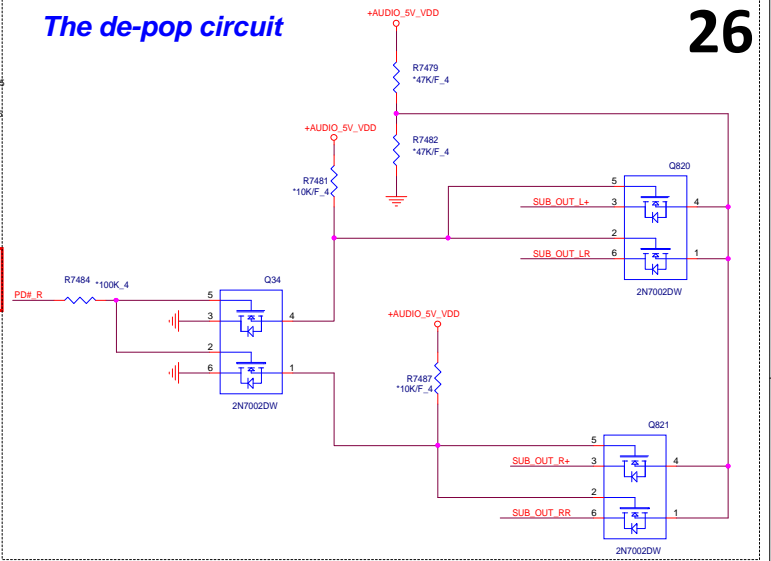 The de-pop circuit
26
+AUDIO_5V_VDD
R7479
*47K/F_4
+AUDIO_5V_VDD
R7482
*47K/F_4
R7481
*10K/F_4
Q820
5
SUB_OUT_L+ 3 4
2
SUB_OUT_LR 6 1
2N7002DW
R7484 *100K_4
PD#_R
Q34
5
3 4
2
6 1
2N7002DW
+AUDIO_5V_VDD
R7487
*10K/F_4
Q821
5
SUB_OUT_R+ 3 4
2
SUB_OUT_RR 6 1
2N7002DW